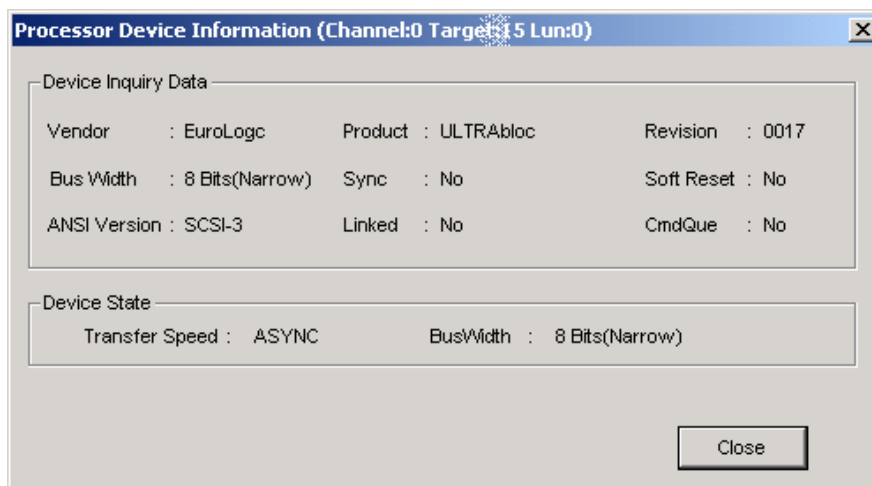 Processor Device Information (Channel:0 Target:15 Lun:0)
Device Inquiry Data
Vendor : EuroLogc Product : ULTRAbloc Revision : 0017
Bus Width : 8 Bits(Narrow) Sync : No Soft Reset : No
ANSI Version : SCSI-3 Linked : No CmdQue : No
Device State
Transfer Speed : ASYNC BusWidth : 8 Bits(Narrow)
Close